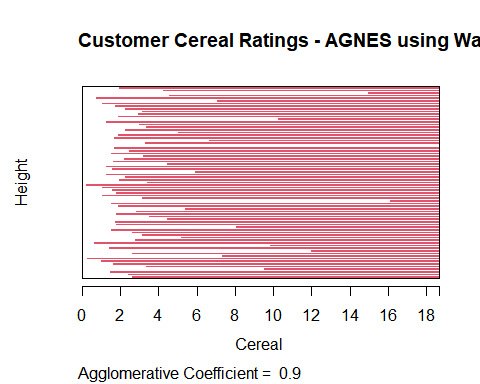 Customer Cereal Ratings - AGNES using Wa
Height
0 2 4 6 8 10 12 14 16 18
Cereal
Agglomerative Coefficient = 0.9